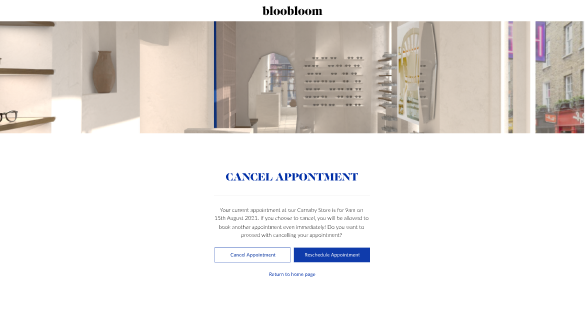 bloobloom
CANCEL APPONTMENT
Your current appointment at our Carnaby Store is for 9am on
15th August 2021. If you choose to cancel, you will be allowed to
book another appointment even immediately! Do you want to
proceed with cancelling your appointment?
Cancel Appointment
Reschedule Appointment
Return to home page